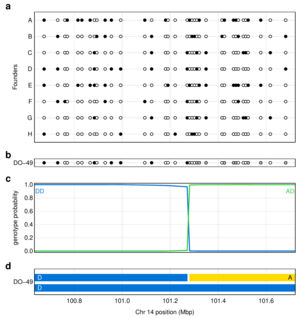 a
A
B
C
D
E
F
G
H
Founders
b
DO−49
c
1.0
0.8
0.6
0.4
0.2
0.0
genotype probability
DD
AD
d
DO−49
D
A
D
100.8
101.0
101.2
101.4
101.6
Chr 14 position (Mbp)